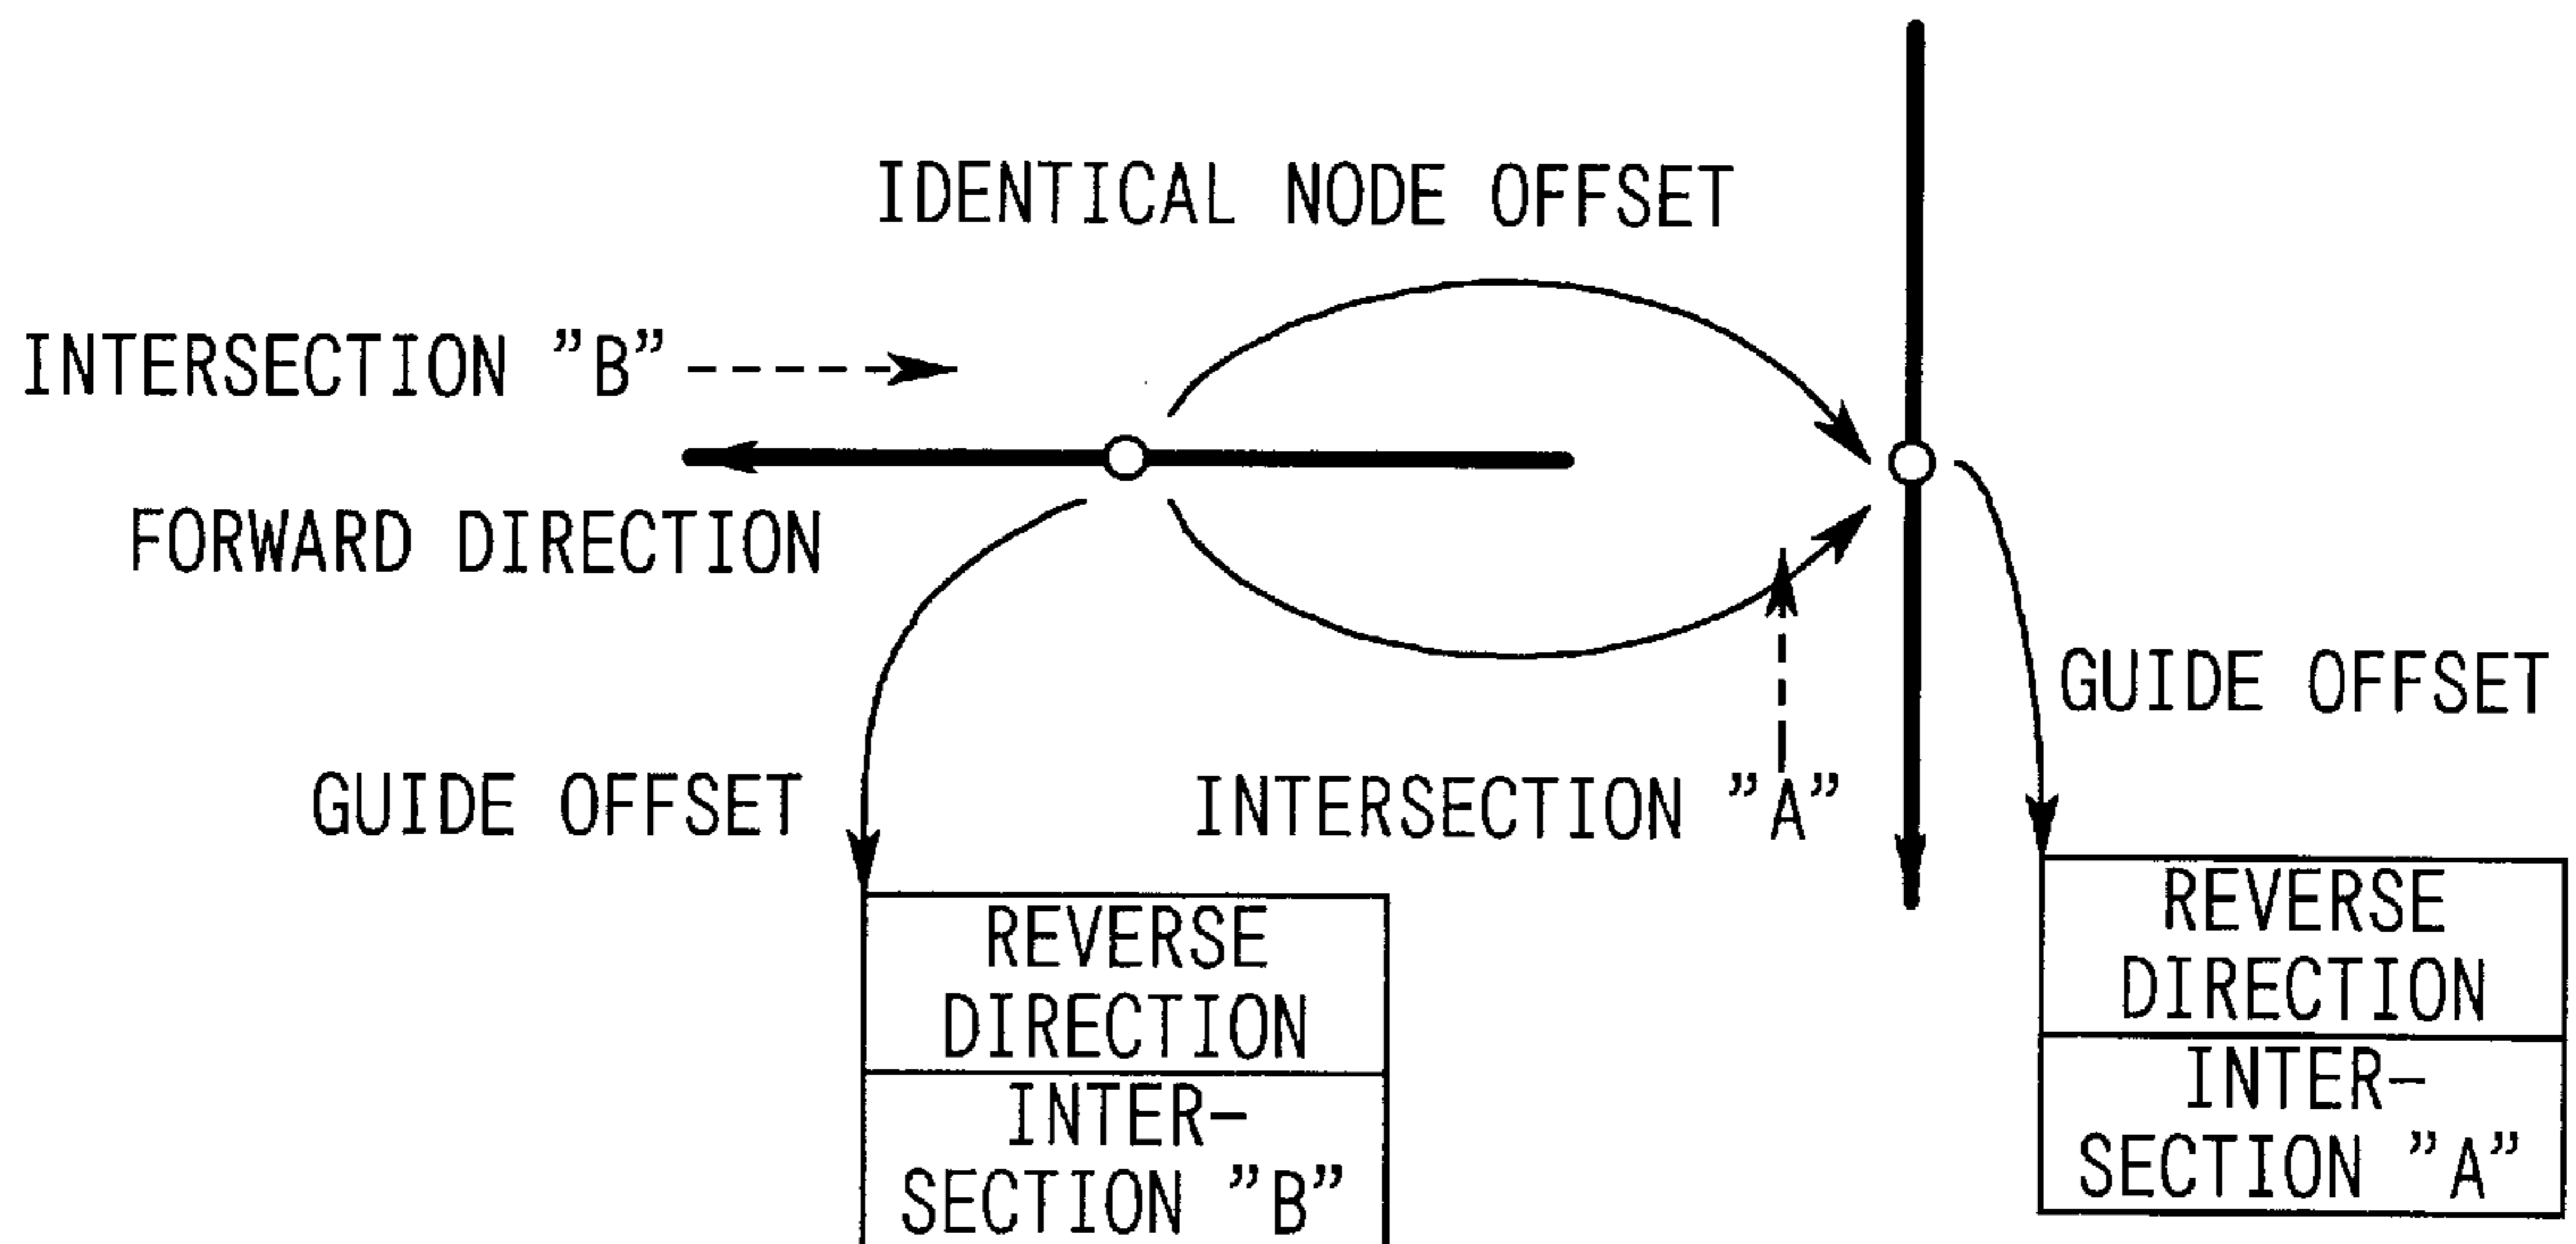 IDENTICAL NODE OFFSET
INTERSECTION ”B”
FORWARD DIRECTION
GUIDE OFFSET
GUIDE OFFSET
INTERSECTION ”A”
REVERSE
DIRECTION
INTER-
SECTION ”B”
REVERSE
DIRECTION
INTER-
SECTION ”A”